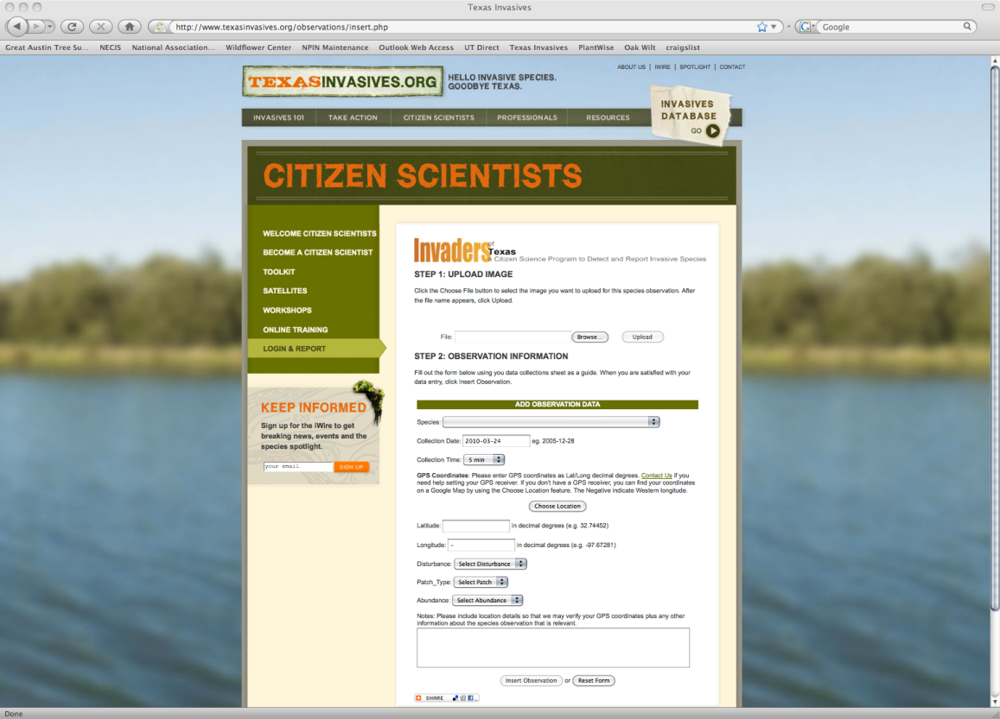 Texas Invasives
http://www.texasinvasives.org/observations/insert.php
Google
Great Austin Tree Su... NECIS National Association... Wildflower Center NPIN Maintenance Outlook Web Access UT Direct Texas Invasives PlantWise Oak Wilt craigslist
ABOUT US | IWIRE | SPOTLIGHT | CONTACT
TEXASINVASIVES.ORG
HELLO INVASIVE SPECIES.
GOODBYE TEXAS.
INVASIVES 101 TAKE ACTION CITIZEN SCIENTISTS PROFESSIONALS RESOURCES
INVASIVES
DATABASE
GO
CITIZEN SCIENTISTS
WELCOME CITIZEN SCIENTISTS
BECOME A CITIZEN SCIENTIST
TOOLKIT
SATELLITES
WORKSHOPS
ONLINE TRAINING
LOGIN & REPORT
KEEP INFORMED
Sign up for the iWire to get
breaking news, events and the
species spotlight.
your email SIGN UP
Invaders of Texas
A Citizen Science Program to Detect and Report Invasive Species
STEP 1: UPLOAD IMAGE
Click the Choose File button to select the image you want to upload for this species observation. After
the file name appears, click Upload.
File: Browse... Upload
STEP 2: OBSERVATION INFORMATION
Fill out the form below using you data collections sheet as a guide. When you are satisfied with your
data entry, click Insert Observation.
ADD OBSERVATION DATA
Species:
Collection Date: 2010-03-24 eg. 2005-12-28
Collection Time: 5 min
GPS Coordinates: Please enter GPS coordinates as Lat/Long decimal degrees. Contact Us if you
need help setting your GPS receiver. If you don't have a GPS receiver, you can find your coordinates
on a Google Map by using the Choose Location feature. The Negative indicate Western longitude.
Choose Location
Latitude: in decimal degrees (e.g. 32.74452)
Longitude: - in decimal degrees (e.g. -97.67281)
Disturbance: Select Disturbance
Patch_Type: Select Patch
Abundance: Select Abundance
Notes: Please include location details so that we may verify your GPS coordinates plus any other
information about the species observation that is relevant.
Insert Observation or Reset Form
SHARE
Done